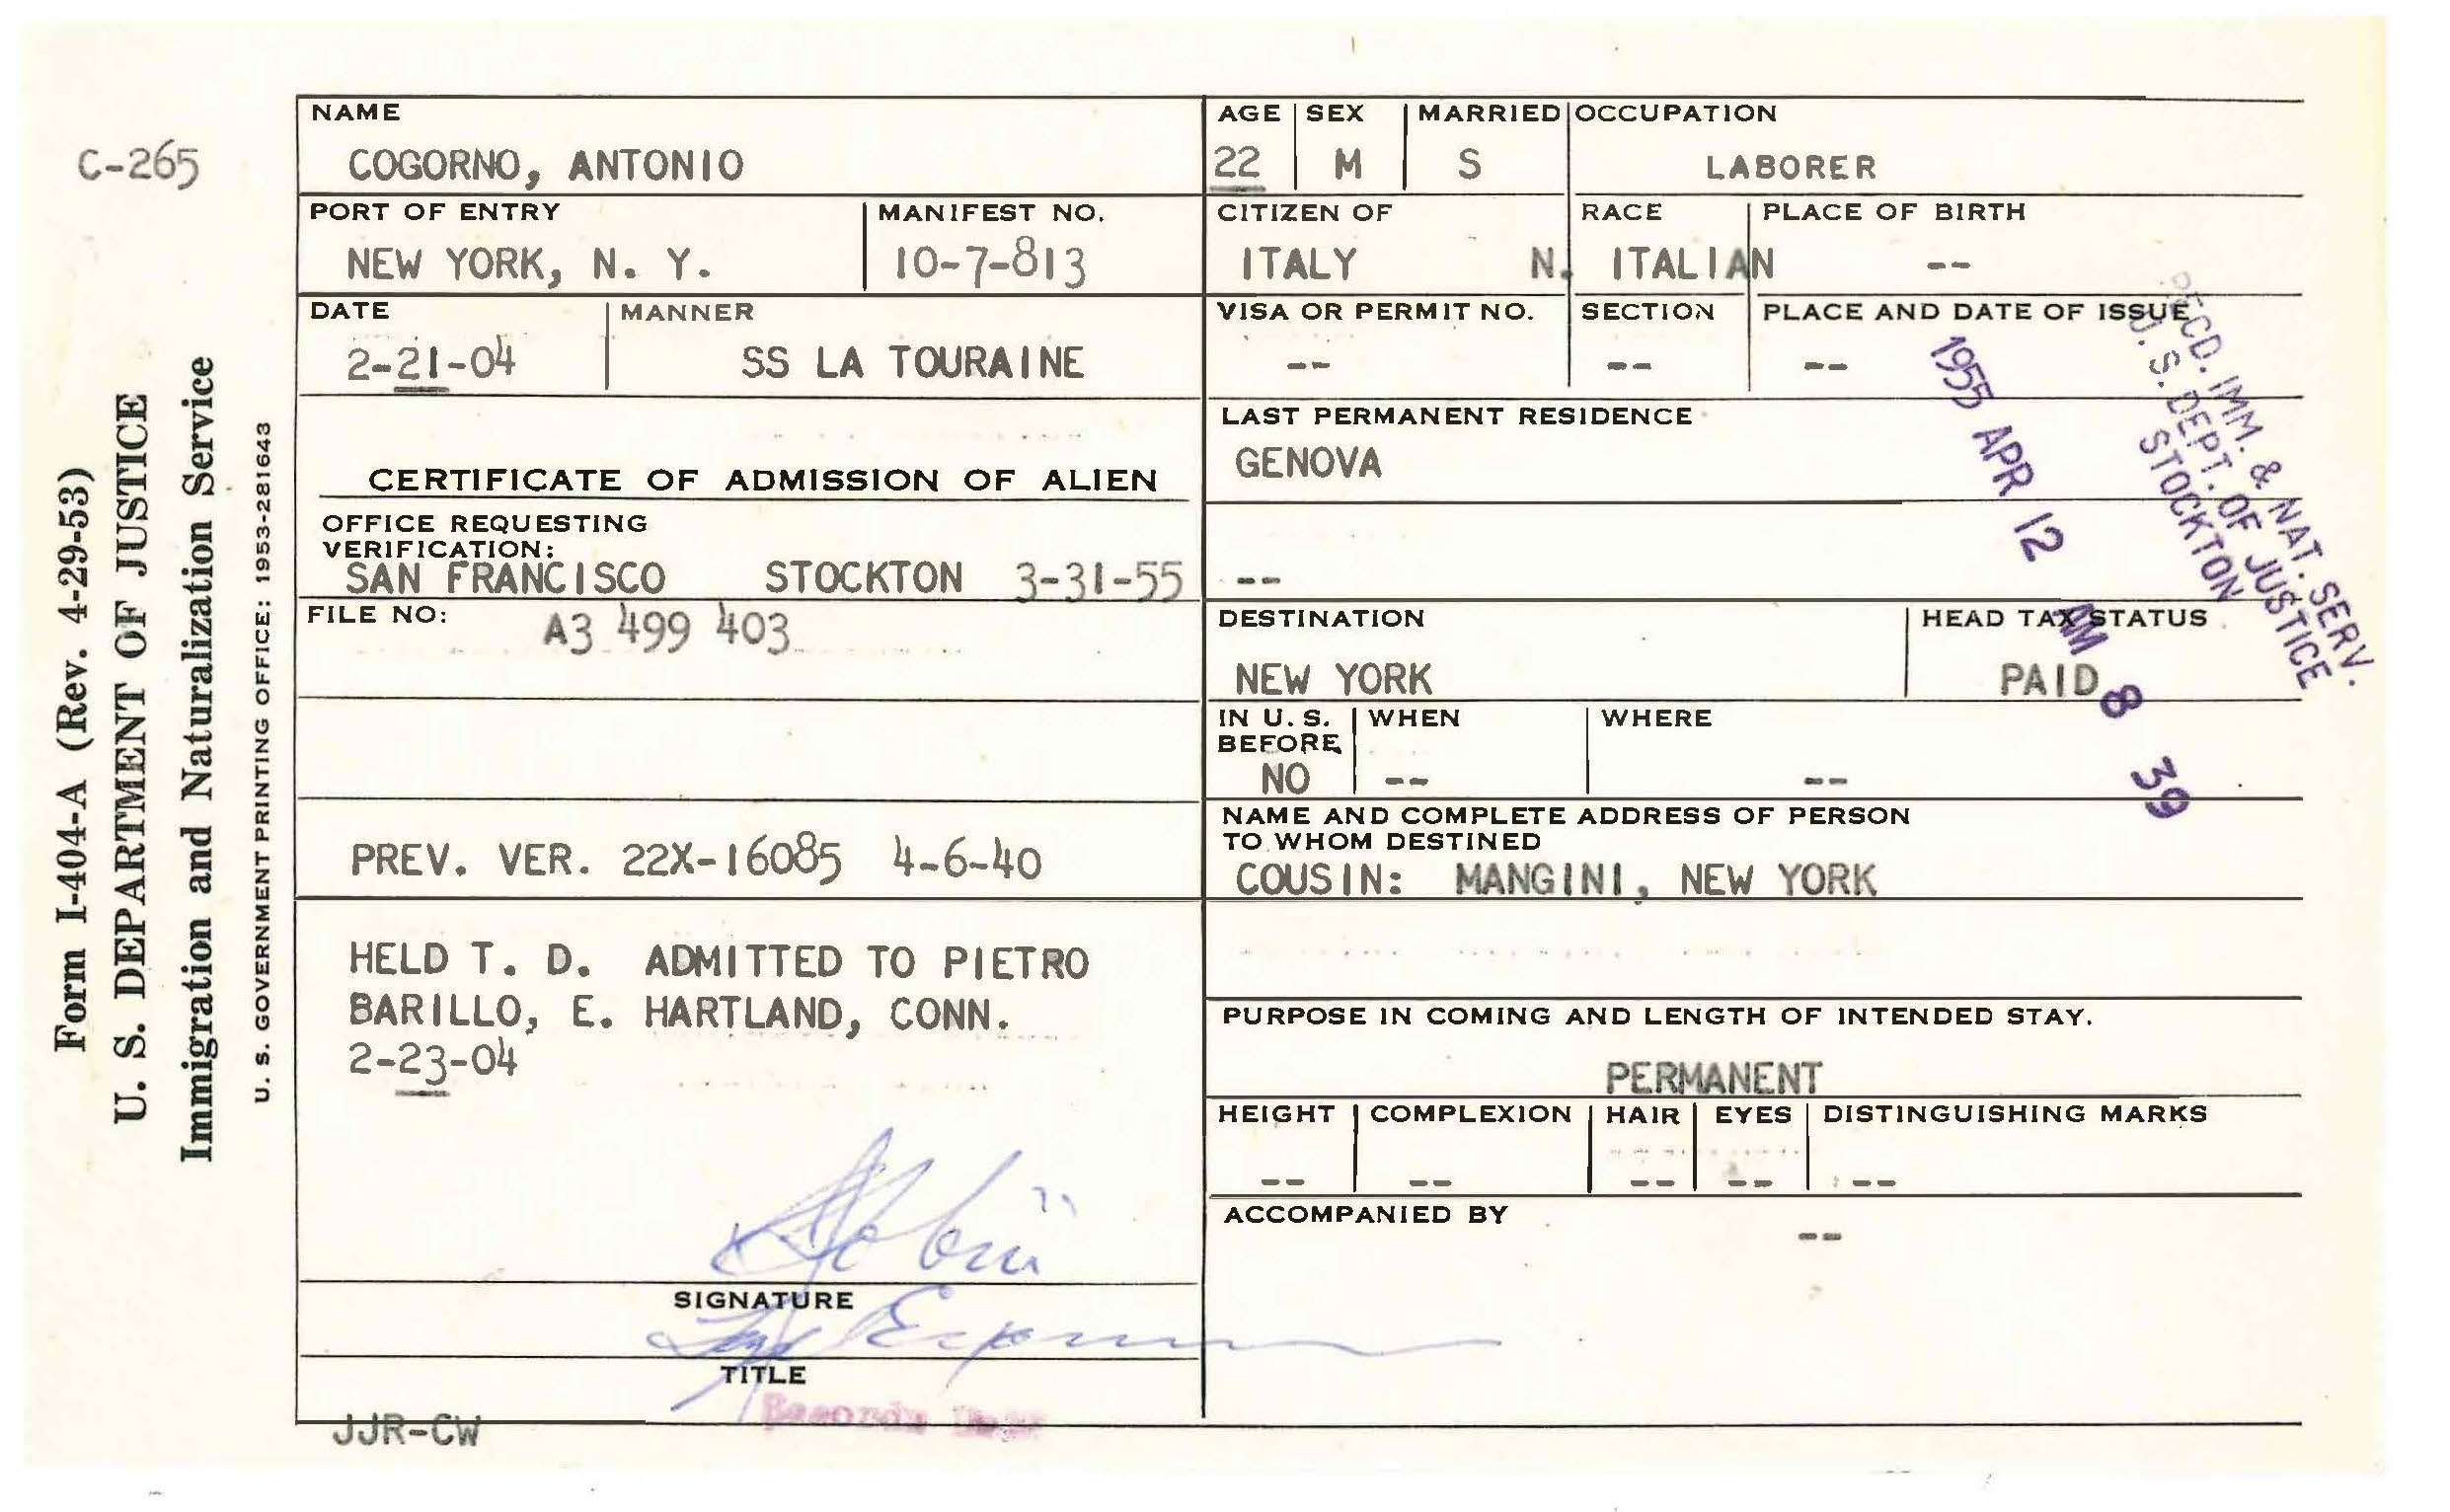 Form I-404-A (Rev. 4-29-53)
U. S. DEPARTMENT OF JUSTICE
Immigration and Naturalization Service
U. S. GOVERNMENT PRINTING OFFICE: 1953-281643
C-265
NAME
COGORNO, ANTONIO
PORT OF ENTRY
NEW YORK, N. Y.
MANIFEST NO.
10-7-813
DATE
2-21-04
MANNER
SS LA TOURAINE
CERTIFICATE OF ADMISSION OF ALIEN
OFFICE REQUESTING
VERIFICATION:
SAN FRANCISCO STOCKTON 3-31-55
FILE NO:
A3 499 403
PREV. VER. 22X-16085 4-6-40
HELD T. D. ADMITTED TO PIETRO
BARILLO, E. HARTLAND, CONN.
2-23-04
SIGNATURE
TITLE
Records
JJR-CW
AGE
22
SEX
M
MARRIED
S
OCCUPATION
LABORER
CITIZEN OF
ITALY
RACE
N. ITALIAN
PLACE OF BIRTH
--
VISA OR PERMIT NO.
--
SECTION
--
PLACE AND DATE OF ISSUE
--
LAST PERMANENT RESIDENCE
GENOVA
--
DESTINATION
NEW YORK
HEAD TAX STATUS
PAID
IN U. S.
BEFORE
NO
WHEN
--
WHERE
--
NAME AND COMPLETE ADDRESS OF PERSON
TO WHOM DESTINED
COUSIN: MANGINI, NEW YORK
PURPOSE IN COMING AND LENGTH OF INTENDED STAY.
PERMANENT
HEIGHT
--
COMPLEXION
--
HAIR
--
EYES
--
DISTINGUISHING MARKS
--
ACCOMPANIED BY
--
RECD. IMM. & NAT. SERV.
U. S. DEPT. OF JUSTICE
STOCKTON
1955 APR 12 AM 8 39